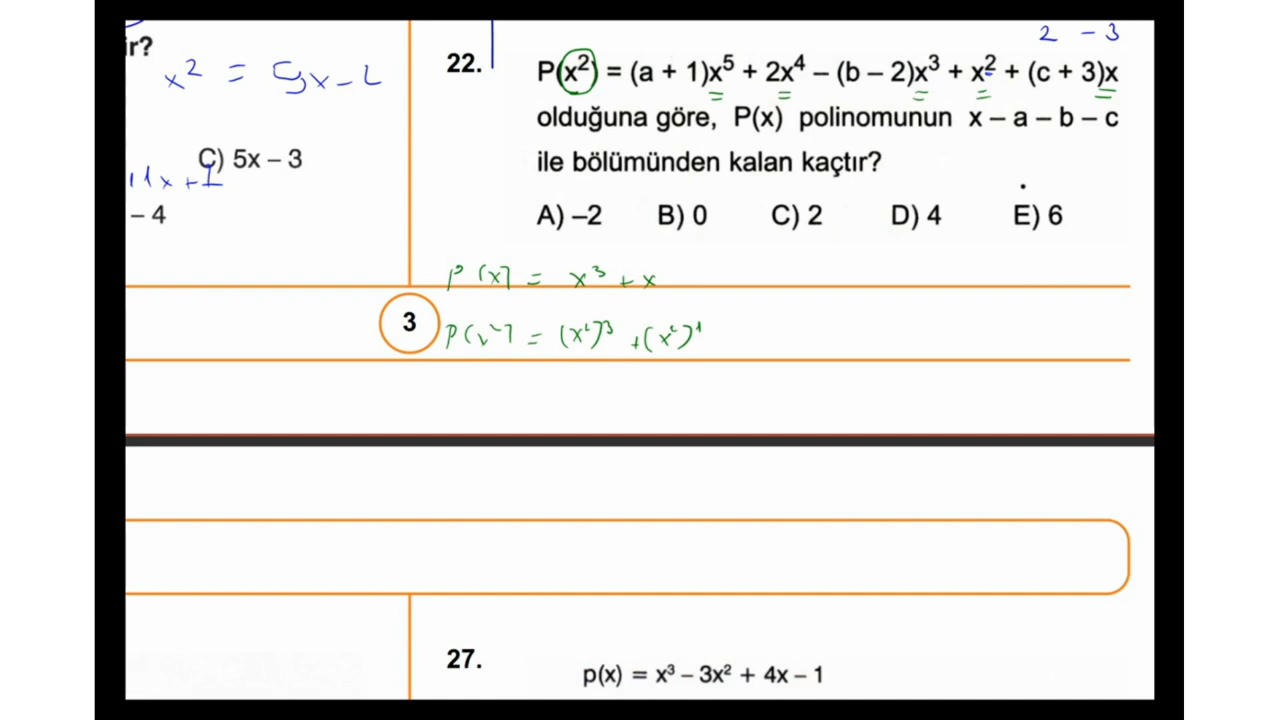 ir?
x² = 5x - 2
C) 5x – 3
11x + 1
– 4
2 - 3
22. P(x²) = (a + 1)x⁵ + 2x⁴ – (b – 2)x³ + x² + (c + 3)x
olduğuna göre, P(x) polinomunun x – a – b – c
ile bölümünden kalan kaçtır?
A) –2 B) 0 C) 2 D) 4 E) 6
P(x) = x³ + x
3
P(x²) = (x²)³ + (x²)¹
27. p(x) = x³ – 3x² + 4x – 1